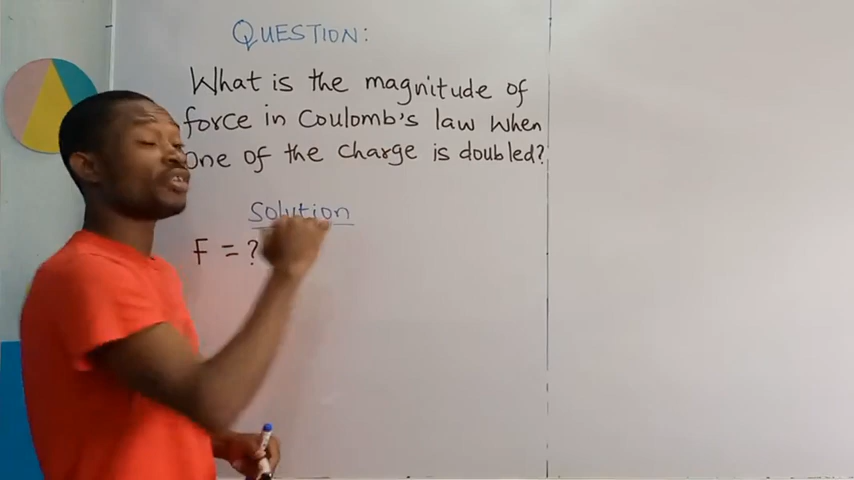 QUESTION:
What is the magnitude of
force in Coulomb's law when
one of the charge is doubled?
Solution
F = ?